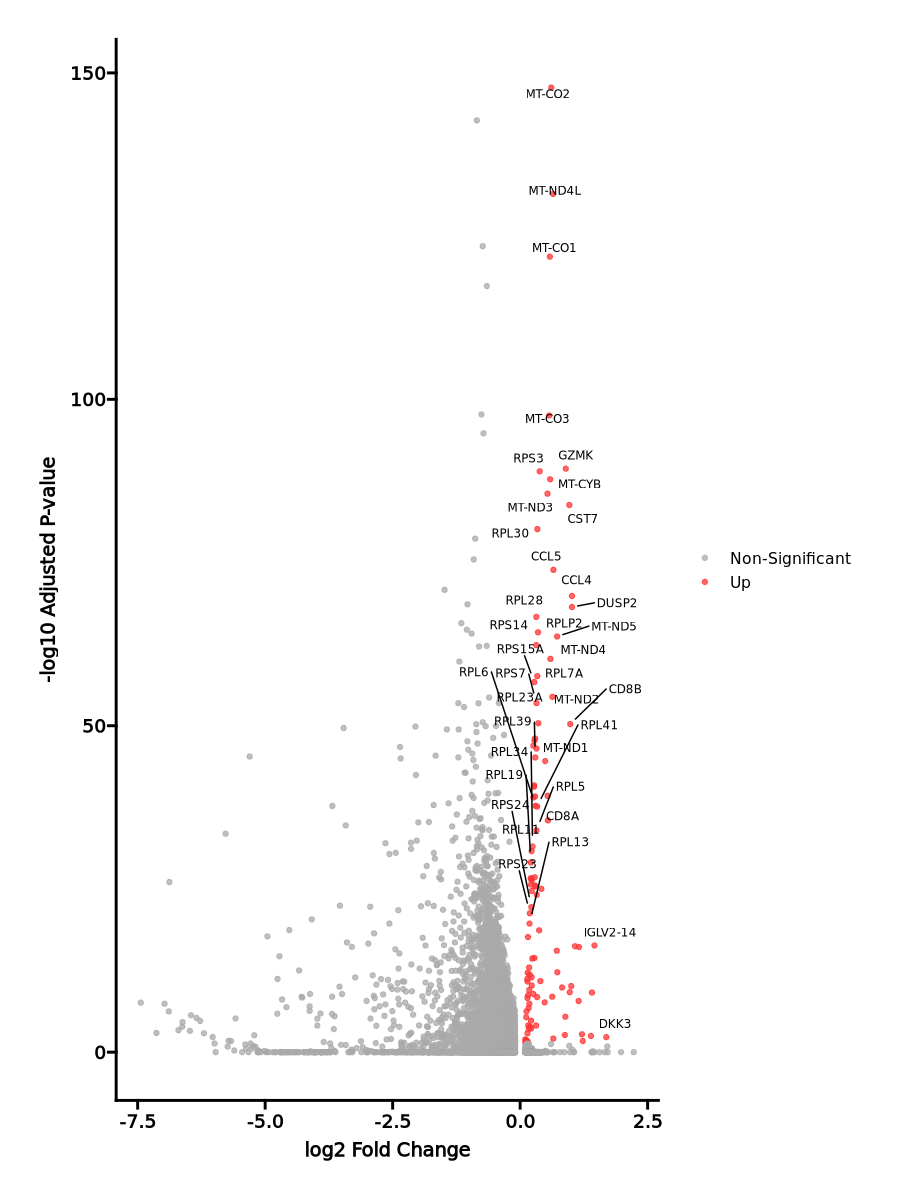 150
MT-CO2
MT-ND4L
MT-CO1
100
MT-CO3
RPS3
GZMK
MT-CYB
MT-ND3
CST7
RPL30
CCL5
CCL4
RPL28
DUSP2
RPS14
RPLP2
MT-ND5
RPS15A
MT-ND4
RPL6
RPS7
RPL7A
CD8B
RPL23A
MT-ND2
50
RPL39
RPL41
RPL34
MT-ND1
RPL19
RPL5
RPS24
CD8A
RPL11
RPL13
RPS23
IGLV2-14
DKK3
0
-7.5
-5.0
-2.5
0.0
2.5
log2 Fold Change
-log10 Adjusted P-value
Non-Significant
Up